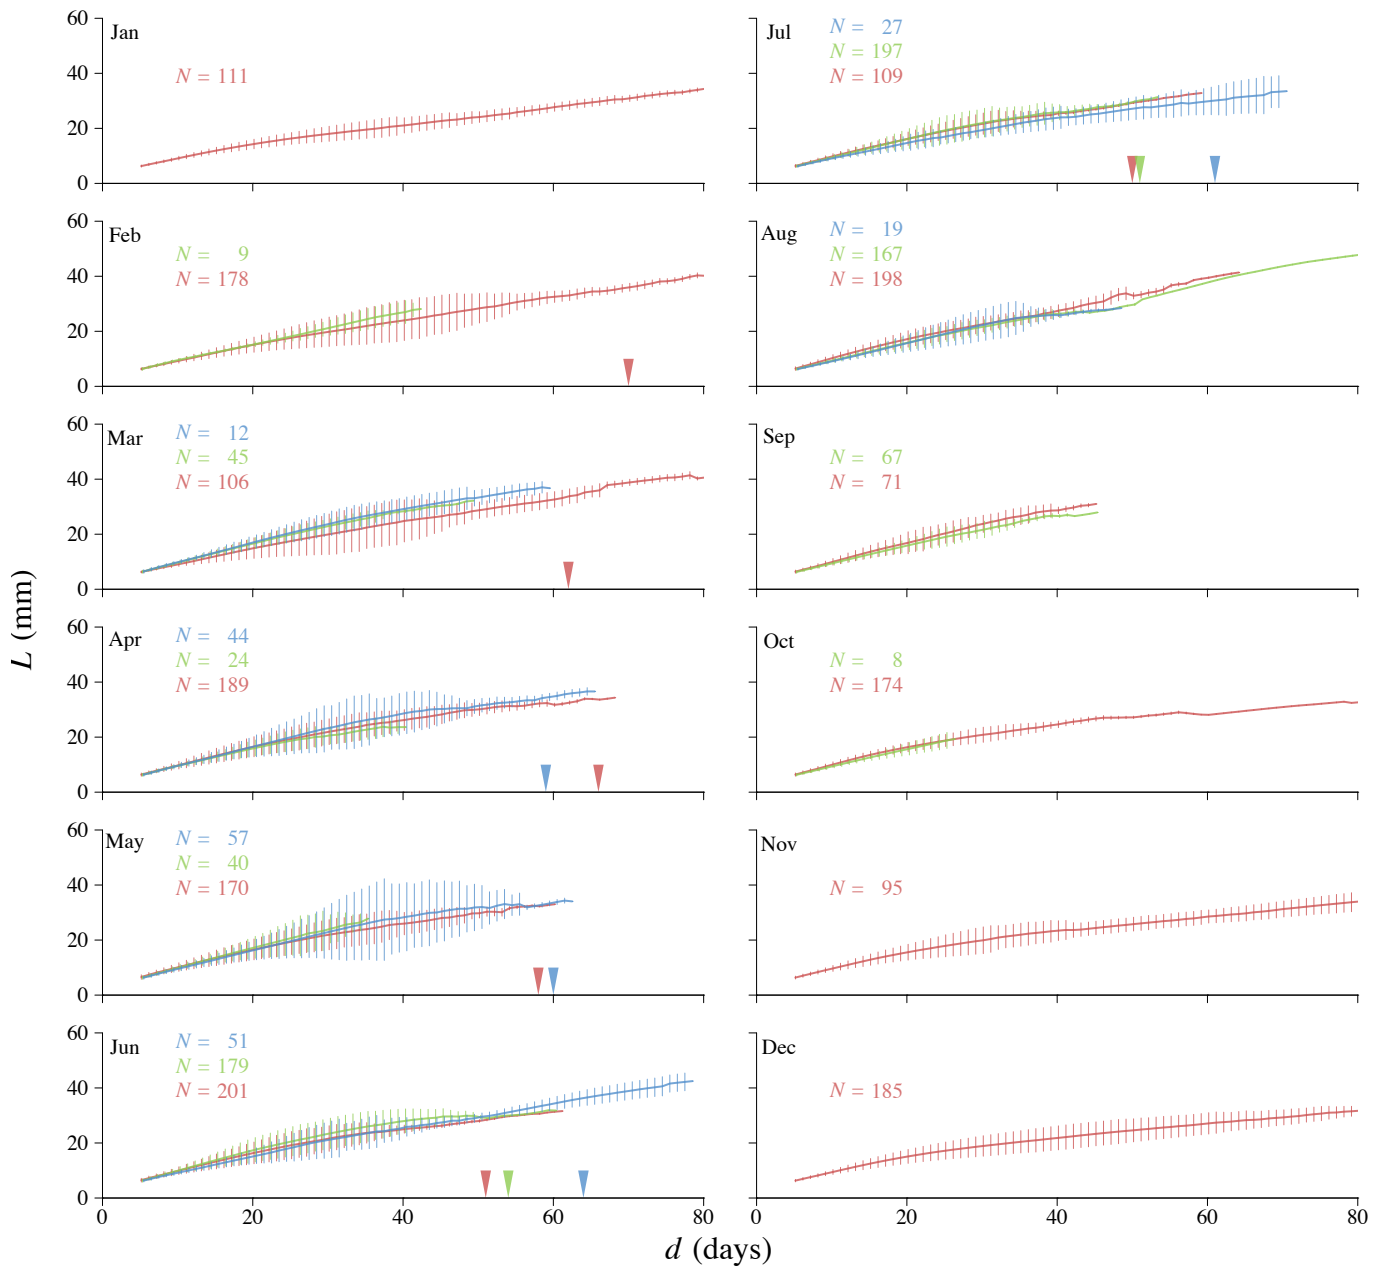 60
40
20
0
Jan
N = 111
60
40
20
0
Feb
N = 9
N = 178
60
40
20
0
Mar
N = 12
N = 45
N = 106
60
40
20
0
Apr
N = 44
N = 24
N = 189
60
40
20
0
May
N = 57
N = 40
N = 170
60
40
20
0
Jun
N = 51
N = 179
N = 201
0 20 40 60 80
Jul
N = 27
N = 197
N = 109
Aug
N = 19
N = 167
N = 198
Sep
N = 67
N = 71
Oct
N = 8
N = 174
Nov
N = 95
Dec
N = 185
0 20 40 60 80
L (mm)
d (days)